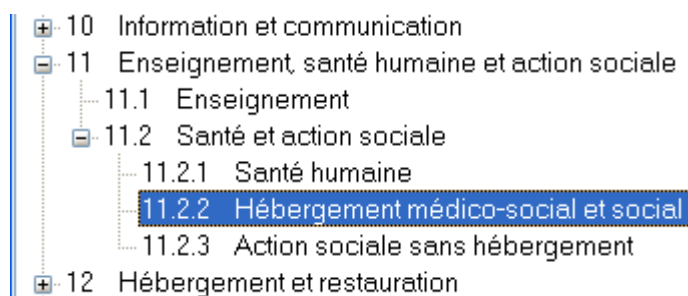 10 Information et communication
11 Enseignement, santé humaine et action sociale
11.1 Enseignement
11.2 Santé et action sociale
11.2.1 Santé humaine
11.2.2 Hébergement médico-social et social
11.2.3 Action sociale sans hébergement
12 Hébergement et restauration